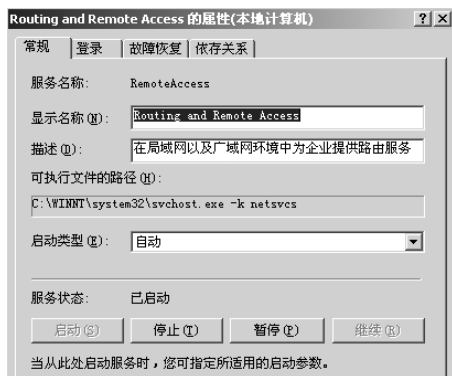 Routing and Remote Access 的属性(本地计算机)
常规 登录 故障恢复 依存关系
服务名称: RemoteAccess
显示名称(N): Routing and Remote Access
描述(D): 在局域网以及广域网环境中为企业提供路由服务
可执行文件的路径(H):
C:\WINNT\system32\svchost.exe -k netsvcs
启动类型(E): 自动
服务状态: 已启动
启动(S) 停止(T) 暂停(P) 继续(R)
当从此处启动服务时，您可指定所适用的启动参数。